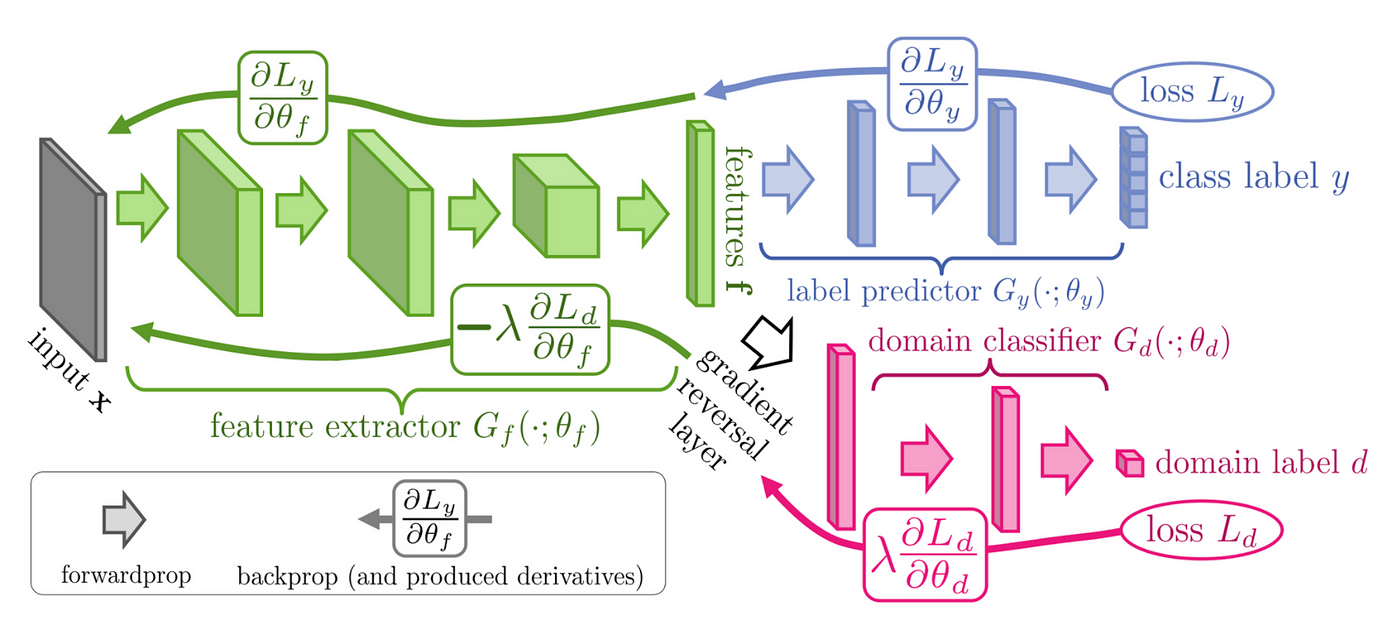 ∂L_y/∂θ_f
∂L_y/∂θ_y
loss L_y
features f
class label y
input x
label predictor G_y(·; θ_y)
−λ ∂L_d/∂θ_f
feature extractor G_f(·; θ_f)
gradient
reversal
layer
domain classifier G_d(·; θ_d)
domain label d
λ ∂L_d/∂θ_d
loss L_d
∂L_y/∂θ_f
forwardprop
backprop (and produced derivatives)